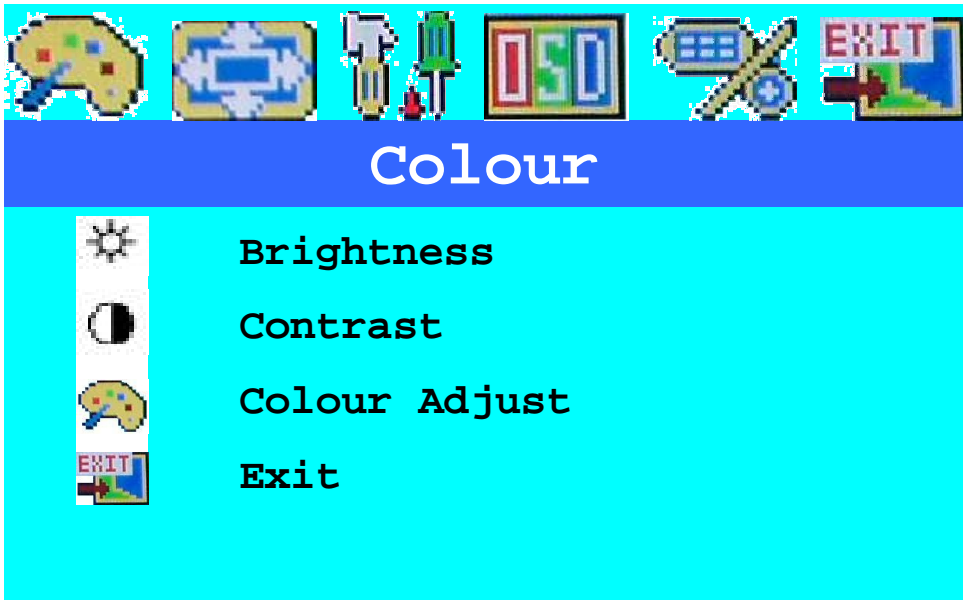 OSD
EXIT
Colour
Brightness
Contrast
Colour Adjust
EXIT
Exit